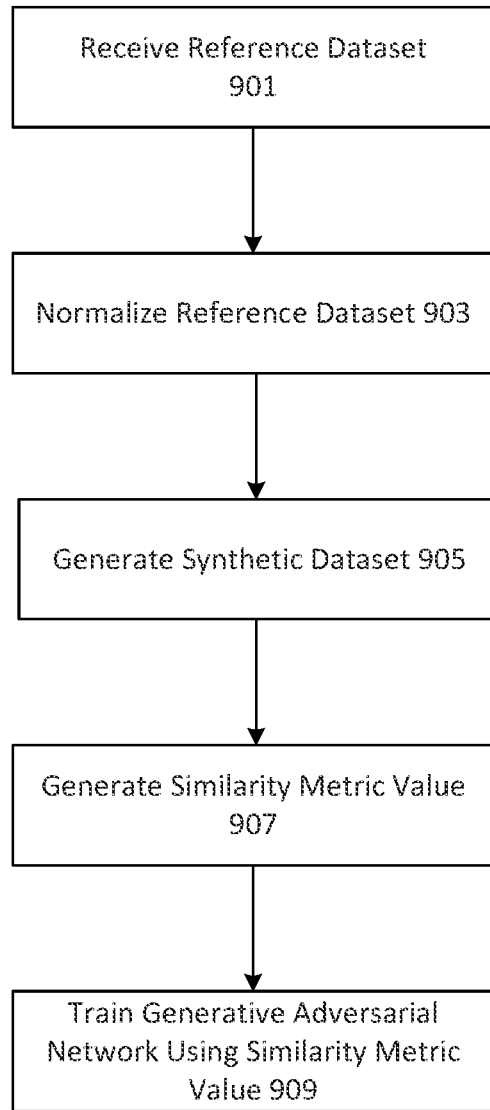 Receive Reference Dataset
901
Normalize Reference Dataset 903
Generate Synthetic Dataset 905
Generate Similarity Metric Value
907
Train Generative Adversarial
Network Using Similarity Metric
Value 909